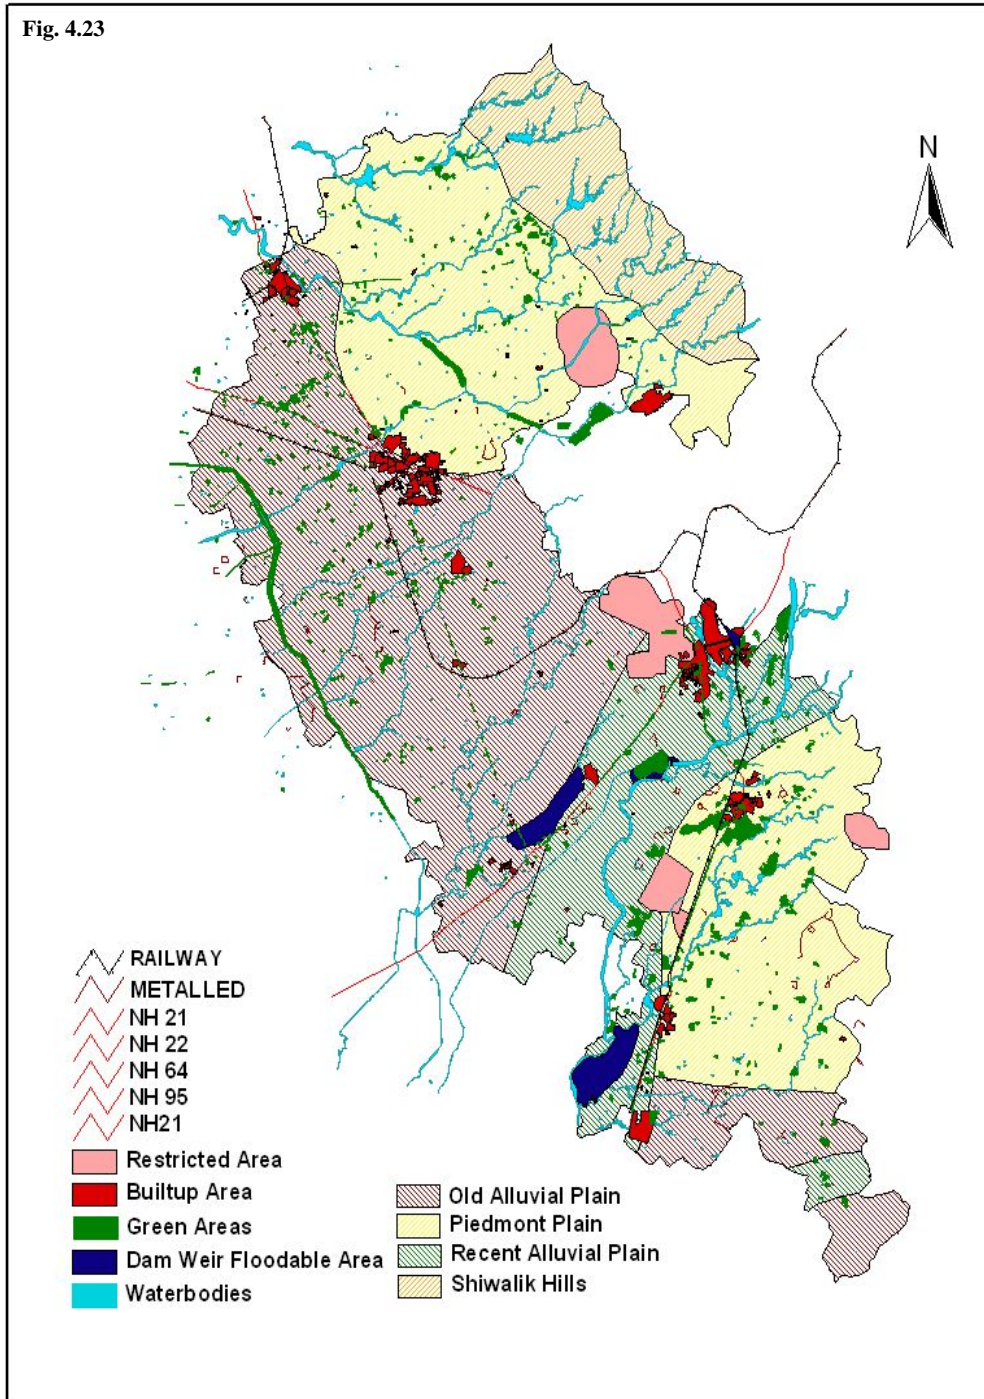 Fig. 4.23
N
RAILWAY
METALLED
NH 21
NH 22
NH 64
NH 95
NH21
Restricted Area
Builtup Area
Green Areas
Dam Weir Floodable Area
Waterbodies
Old Alluvial Plain
Piedmont Plain
Recent Alluvial Plain
Shiwalik Hills